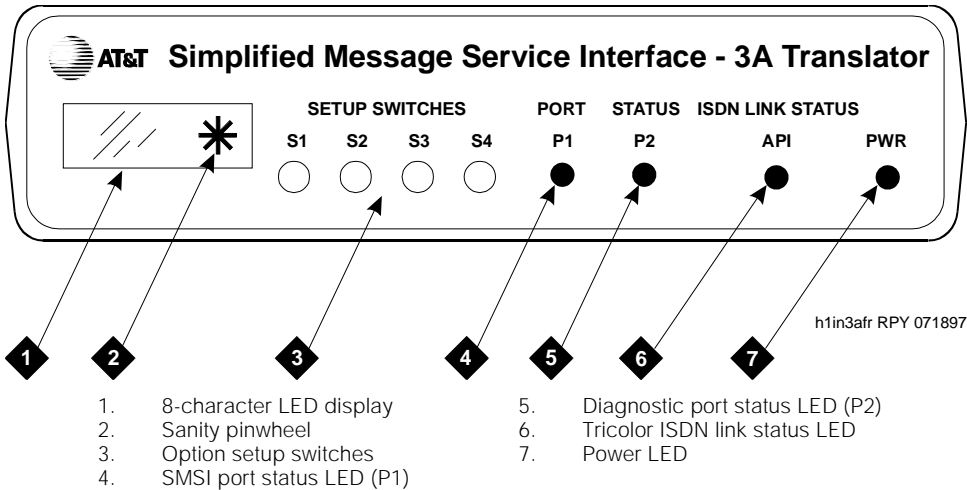 AT&T Simplified Message Service Interface - 3A Translator
SETUP SWITCHES PORT STATUS ISDN LINK STATUS
S1 S2 S3 S4 P1 P2 API PWR
h1in3afr RPY 071897
1 2 3 4 5 6 7
1. 8-character LED display
2. Sanity pinwheel
3. Option setup switches
4. SMSI port status LED (P1)
5. Diagnostic port status LED (P2)
6. Tricolor ISDN link status LED
7. Power LED